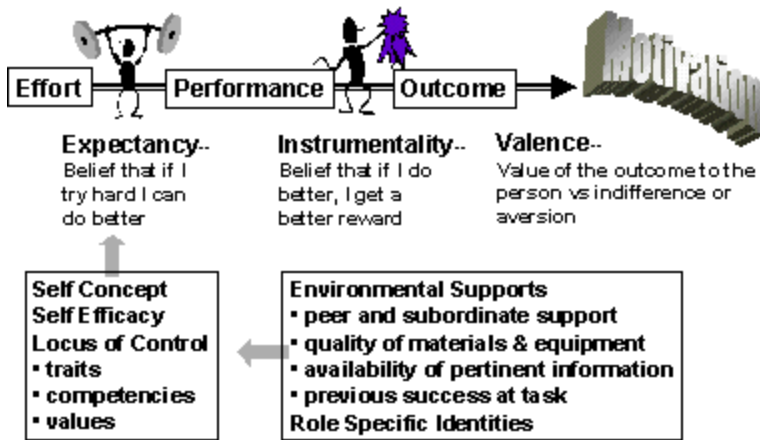 Effort
Performance
Outcome
Motivation
Expectancy--
Belief that if I
try hard I can
do better
Instrumentality--
Belief that if I do
better, I get a
better reward
Valence--
Value of the outcome to the
person vs indifference or
aversion
Self Concept
Self Efficacy
Locus of Control
▪ traits
▪ competencies
▪ values
Environmental Supports
▪ peer and subordinate support
▪ quality of materials & equipment
▪ availability of pertinent information
▪ previous success at task
Role Specific Identities